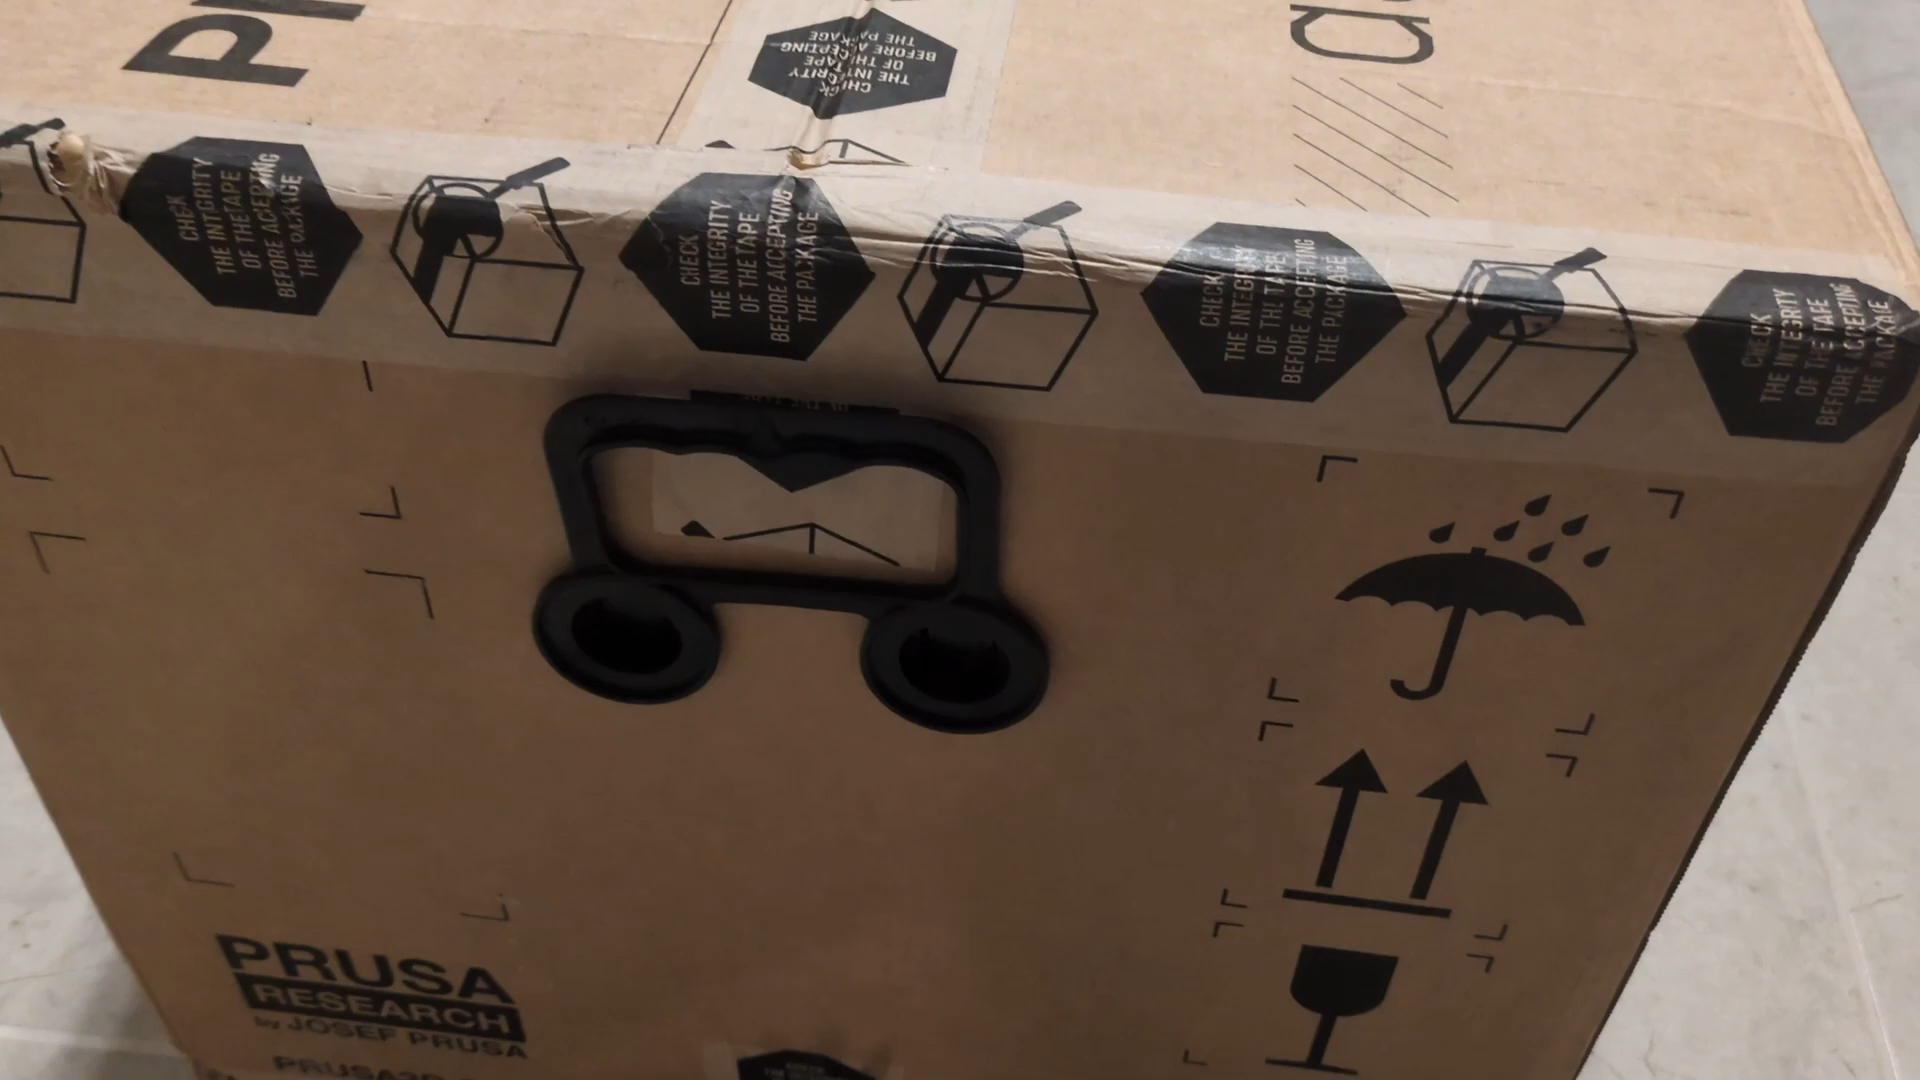 CHECK
THE INTEGRITY
OF THE TAPE
BEFORE ACCEPTING
THE PACKAGE
CHECK
THE INTEGRITY
OF THE TAPE
BEFORE ACCEPTING
THE PACKAGE
CHECK
THE INTEGRITY
OF THE TAPE
BEFORE ACCEPTING
THE PACKAGE
CHECK
THE INTEGRITY
OF THE TAPE
BEFORE ACCEPTING
THE PACKAGE
CHECK
THE INTEGRITY
OF THE TAPE
BEFORE ACCEPTING
THE PACKAGE
PRUSA
RESEARCH
by JOSEF PRUSA